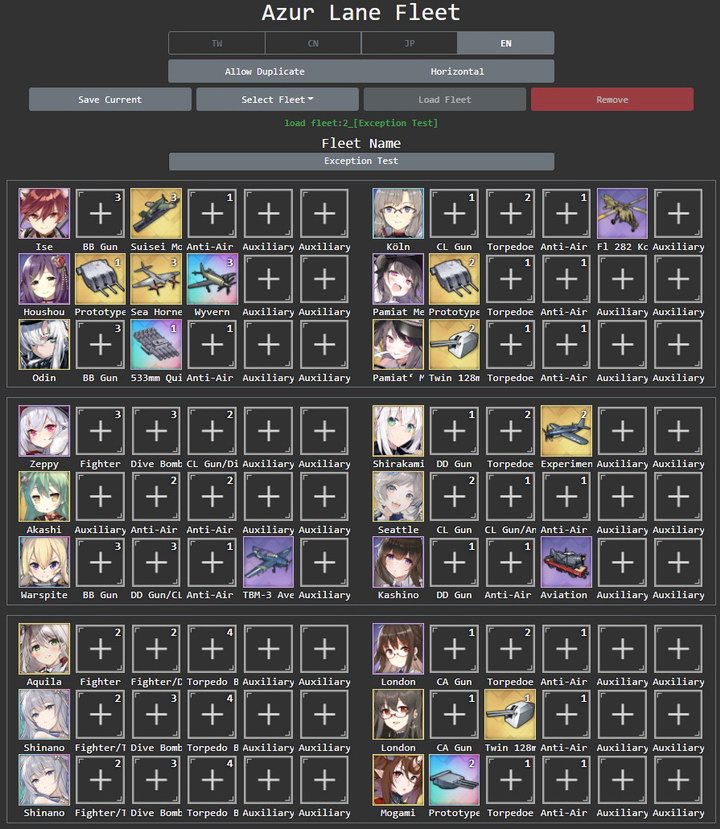 Azur Lane Fleet
TW CN JP EN
Allow Duplicate Horizontal
Save Current Select Fleet Load Fleet Remove
load fleet:2_[Exception Test]
Fleet Name
Exception Test
3 3 1 1 2 1
Ise BB Gun Suisei Mo Anti-Air Auxiliary Auxiliary Köln CL Gun Torpedoe Anti-Air Fl 282 Ko Auxiliary
1 3 3 2 1 1
Houshou Prototype Sea Horne Wyvern Auxiliary Auxiliary Pamiat Me Prototype Torpedoe Anti-Air Auxiliary Auxiliary
3 1 1 2 1 1
Odin BB Gun 533mm Qui Anti-Air Auxiliary Auxiliary Pamiat' M Twin 128m Torpedoe Anti-Air Auxiliary Auxiliary
3 3 2 1 2 2
Zeppy Fighter Dive Bomb CL Gun/Di Auxiliary Auxiliary Shirakami DD Gun Torpedoe Experimen Auxiliary Auxiliary
2 2 2 1
Akashi Auxiliary Anti-Air Anti-Air Auxiliary Auxiliary Seattle CL Gun CL Gun/An Anti-Air Auxiliary Auxiliary
3 3 1 1 1
Warspite BB Gun DD Gun/CL Anti-Air TBM-3 Ave Auxiliary Kashino DD Gun Anti-Air Aviation Auxiliary Auxiliary
2 2 4 1 2 1
Aquila Fighter Fighter/D Torpedo B Auxiliary Auxiliary London CA Gun Torpedoe Anti-Air Auxiliary Auxiliary
2 3 4 1 1 1
Shinano Fighter/T Dive Bomb Torpedo B Auxiliary Auxiliary London CA Gun Twin 128m Anti-Air Auxiliary Auxiliary
2 3 4 2 1 1
Shinano Fighter/T Dive Bomb Torpedo B Auxiliary Auxiliary Mogami Prototype Torpedoe Anti-Air Auxiliary Auxiliary